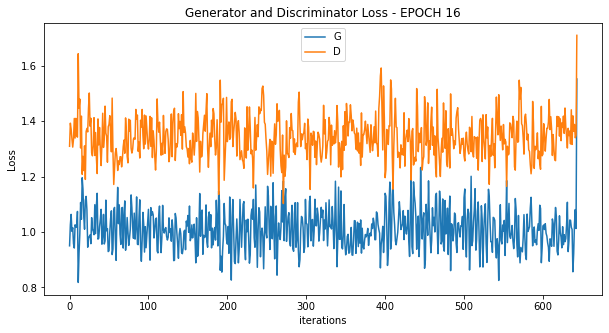 Generator and Discriminator Loss - EPOCH 16
G
D
Loss
1.6
1.4
1.2
1.0
0.8
0 100 200 300 400 500 600
iterations